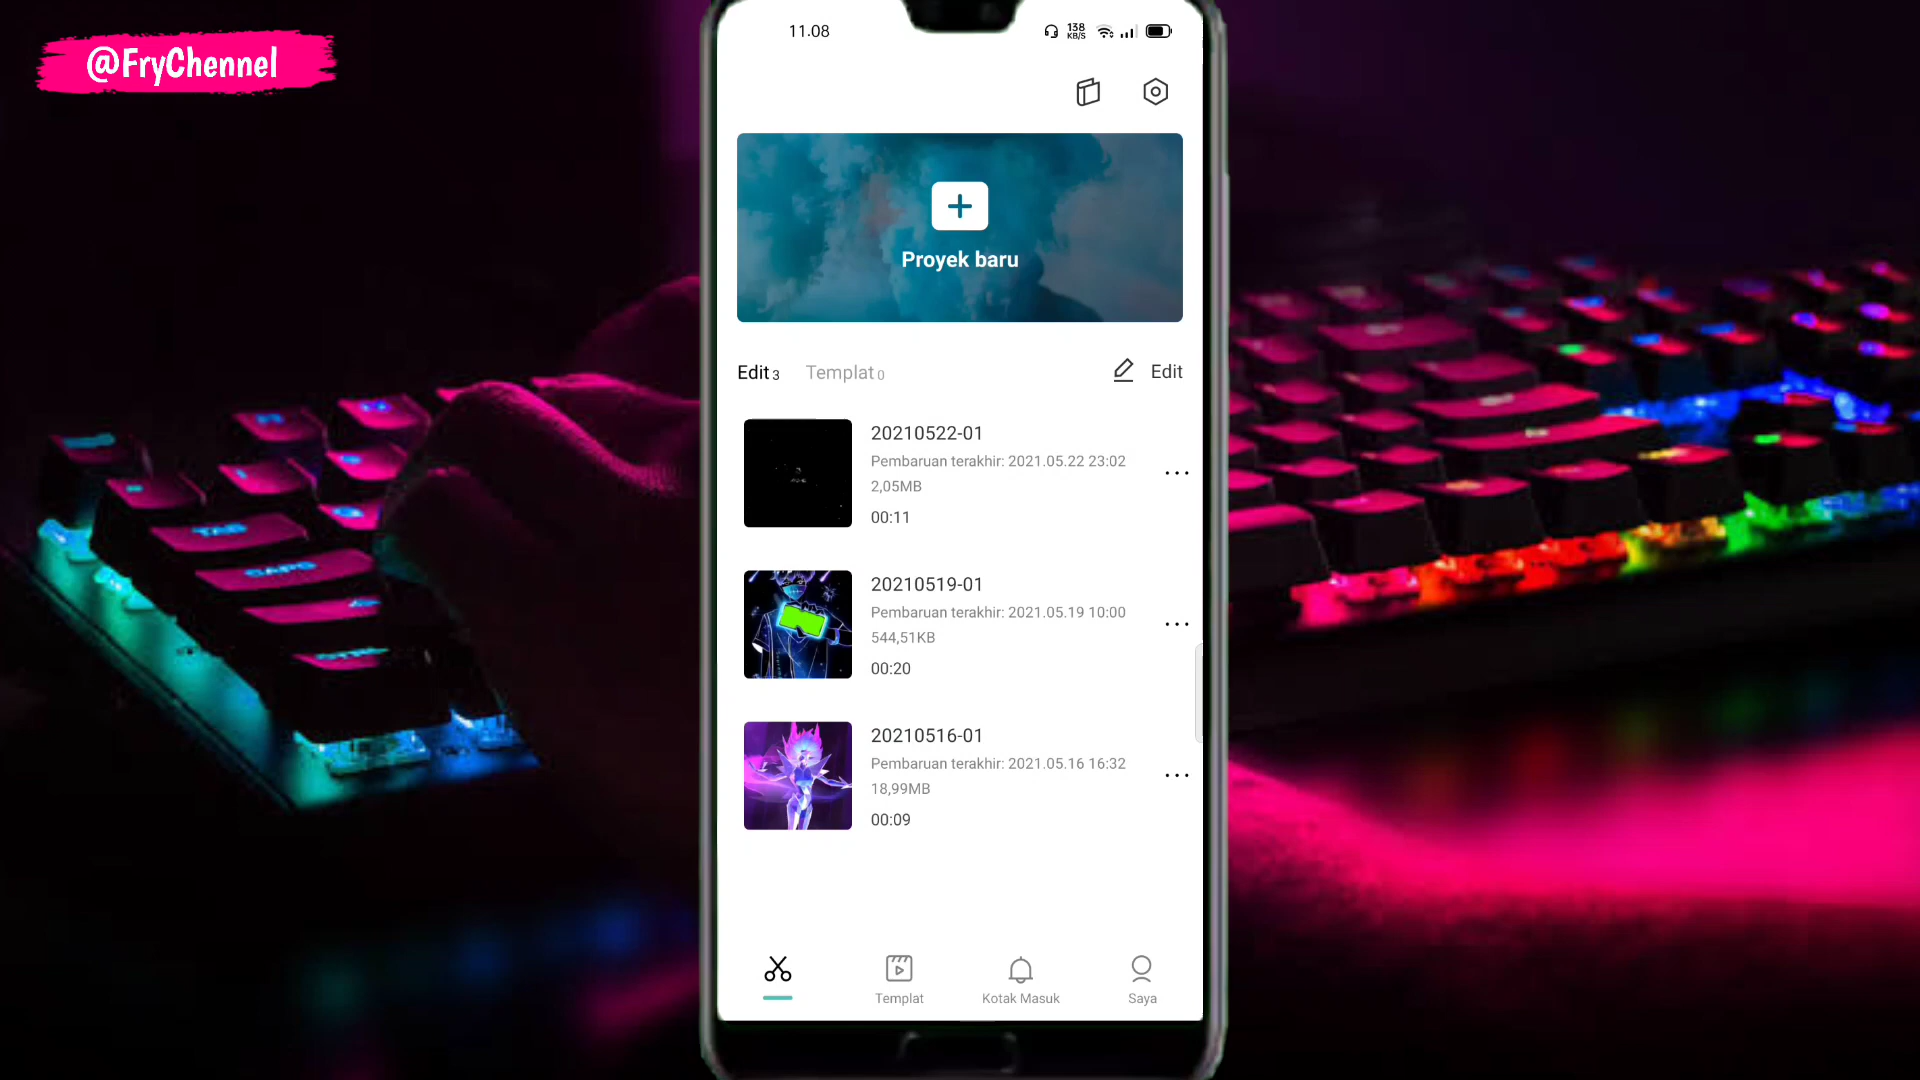 @FryChennel
11.08
138
KB/S
Proyek baru
Edit 3
Templat 0
Edit
20210522-01
Pembaruan terakhir: 2021.05.22 23:02
2,05MB
00:11
20210519-01
Pembaruan terakhir: 2021.05.19 10:00
544,51KB
00:20
20210516-01
Pembaruan terakhir: 2021.05.16 16:32
18,99MB
00:09
Templat
Kotak Masuk
Saya
TAB
CAPS